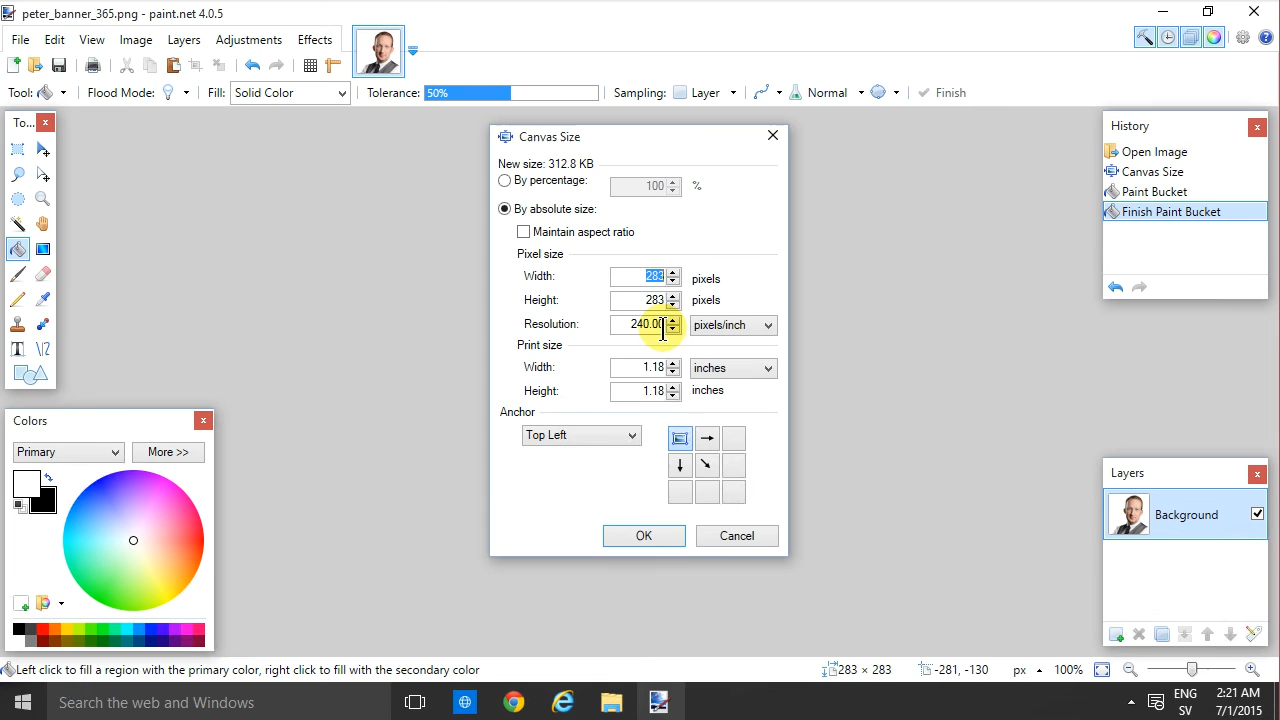 peter_banner_365.png - paint.net 4.0.5
File Edit View Image Layers Adjustments Effects
Tool: Flood Mode: Fill: Solid Color Tolerance: 50% Sampling: Layer Normal Finish
To...
Canvas Size
New size: 312.8 KB
By percentage: 100 %
By absolute size:
Maintain aspect ratio
Pixel size
Width: 283 pixels
Height: 283 pixels
Resolution: 240.00 pixels/inch
Print size
Width: 1.18 inches
Height: 1.18 inches
Anchor
Top Left
OK Cancel
History
Open Image
Canvas Size
Paint Bucket
Finish Paint Bucket
Colors
Primary More >>
Layers
Background
Left click to fill a region with the primary color, right click to fill with the secondary color 283 × 283 -281, -130 px 100%
Search the web and Windows
ENG 2:21 AM
SV 7/1/2015